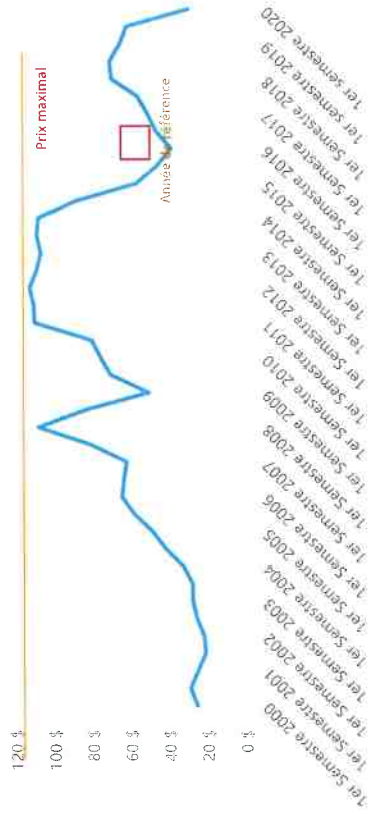 120 $
100 $
80 $
60 $
40 $
20 $
0 $
Prix maximal
Année de référence
1er Semestre 2000
1er Semestre 2001
1er Semestre 2002
1er Semestre 2003
1er Semestre 2004
1er Semestre 2005
1er Semestre 2006
1er Semestre 2007
1er Semestre 2008
1er Semestre 2009
1er Semestre 2010
1er Semestre 2011
1er Semestre 2012
1er Semestre 2013
1er Semestre 2014
1er Semestre 2015
1er Semestre 2016
1er Semestre 2017
1er Semestre 2018
1er Semestre 2019
1er semestre 2020